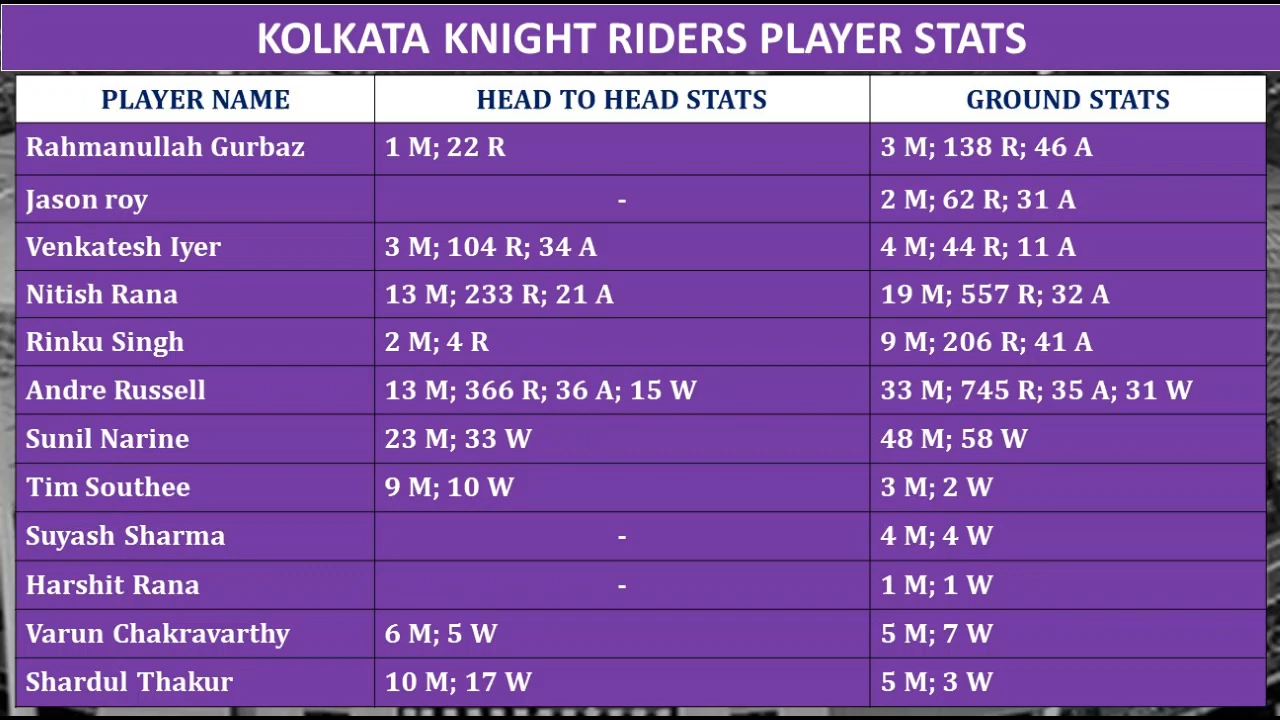 KOLKATA KNIGHT RIDERS PLAYER STATS
PLAYER NAME HEAD TO HEAD STATS GROUND STATS
Rahmanullah Gurbaz 1 M; 22 R 3 M; 138 R; 46 A
Jason roy - 2 M; 62 R; 31 A
Venkatesh Iyer 3 M; 104 R; 34 A 4 M; 44 R; 11 A
Nitish Rana 13 M; 233 R; 21 A 19 M; 557 R; 32 A
Rinku Singh 2 M; 4 R 9 M; 206 R; 41 A
Andre Russell 13 M; 366 R; 36 A; 15 W 33 M; 745 R; 35 A; 31 W
Sunil Narine 23 M; 33 W 48 M; 58 W
Tim Southee 9 M; 10 W 3 M; 2 W
Suyash Sharma - 4 M; 4 W
Harshit Rana - 1 M; 1 W
Varun Chakravarthy 6 M; 5 W 5 M; 7 W
Shardul Thakur 10 M; 17 W 5 M; 3 W